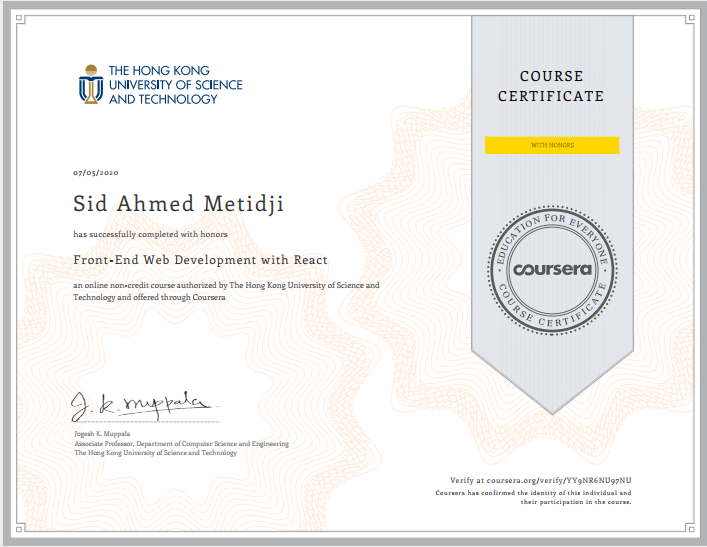 THE HONG KONG
UNIVERSITY OF SCIENCE
AND TECHNOLOGY
COURSE
CERTIFICATE
WITH HONORS
07/05/2020
Sid Ahmed Metidji
has successfully completed with honors
Front-End Web Development with React
an online non-credit course authorized by The Hong Kong University of Science and
Technology and offered through Coursera
EDUCATION FOR EVERYONE
coursera
COURSE CERTIFICATE
J. K. Muppala
Jogesh K. Muppala
Associate Professor, Department of Computer Science and Engineering
The Hong Kong University of Science and Technology
Verify at coursera.org/verify/YY9NR6NU97NU
Coursera has confirmed the identity of this individual and
their participation in the course.